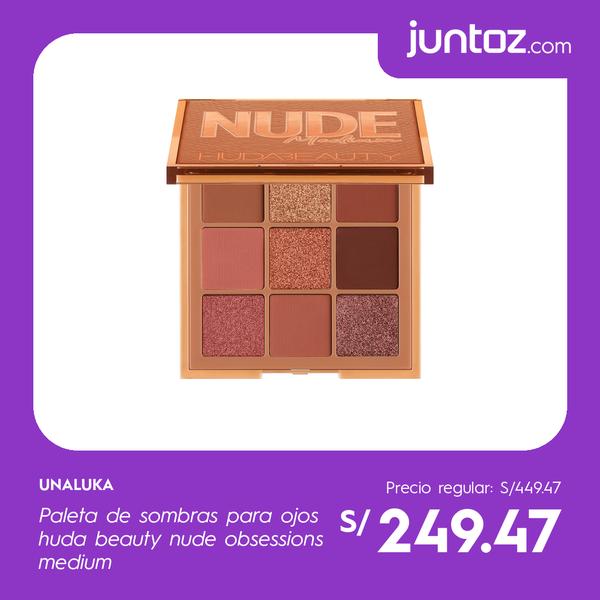 juntoz.com
NUDE
Medium
HUDABEAUTY
UNALUKA
Paleta de sombras para ojos
huda beauty nude obsessions
medium
Precio regular: S/449.47
S/ 249.47